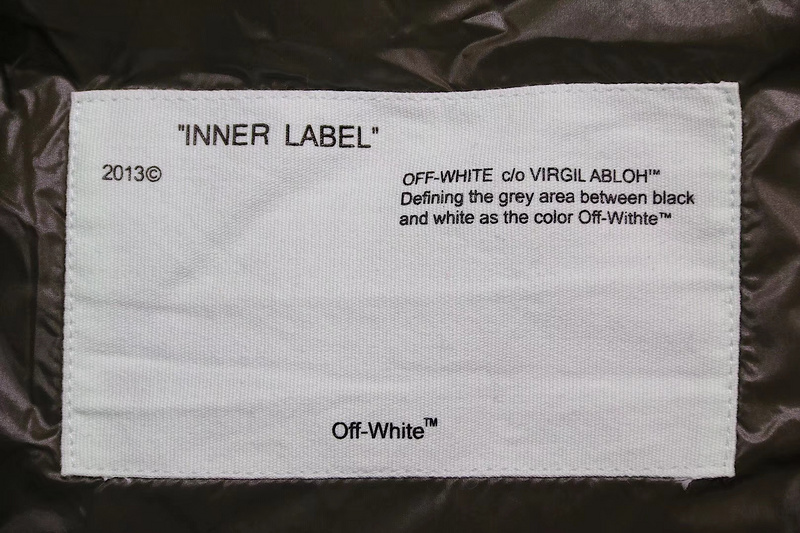 "INNER LABEL"
2013©
OFF-WHITE c/o VIRGIL ABLOH™
Defining the grey area between black
and white as the color Off-Withte™
Off-White™